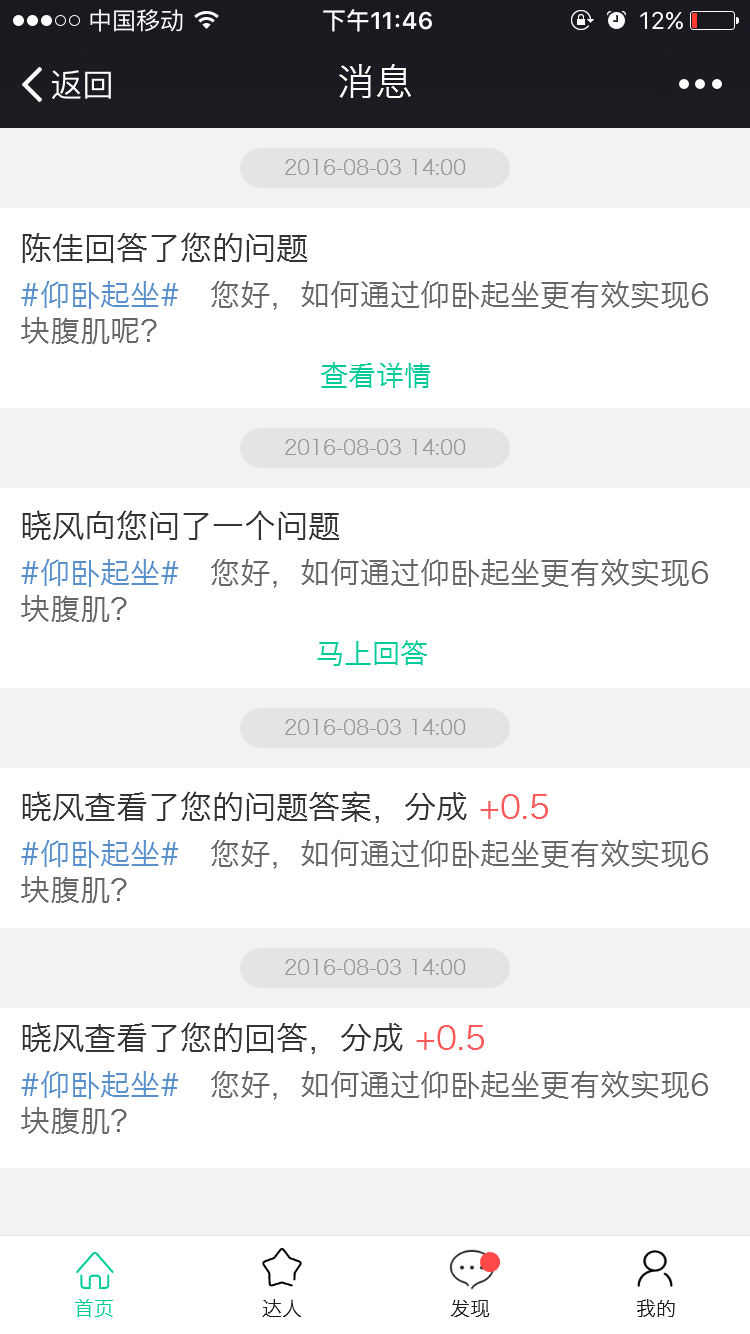 中国移动 下午11:46 12%
返回 消息
2016-08-03 14:00
陈佳回答了您的问题
#仰卧起坐# 您好，如何通过仰卧起坐更有效实现6
块腹肌呢?
查看详情
2016-08-03 14:00
晓风向您问了一个问题
#仰卧起坐# 您好，如何通过仰卧起坐更有效实现6
块腹肌?
马上回答
2016-08-03 14:00
晓风查看了您的问题答案，分成 +0.5
#仰卧起坐# 您好，如何通过仰卧起坐更有效实现6
块腹肌?
2016-08-03 14:00
晓风查看了您的回答，分成 +0.5
#仰卧起坐# 您好，如何通过仰卧起坐更有效实现6
块腹肌?
首页 达人 发现 我的